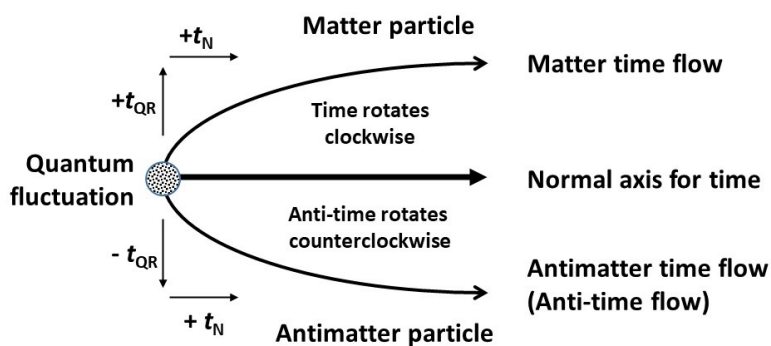 +tN
Matter particle
Matter time flow
+tQR
Time rotates
clockwise
Quantum
fluctuation
Normal axis for time
Anti-time rotates
counterclockwise
- tQR
Antimatter time flow
(Anti-time flow)
+ tN
Antimatter particle